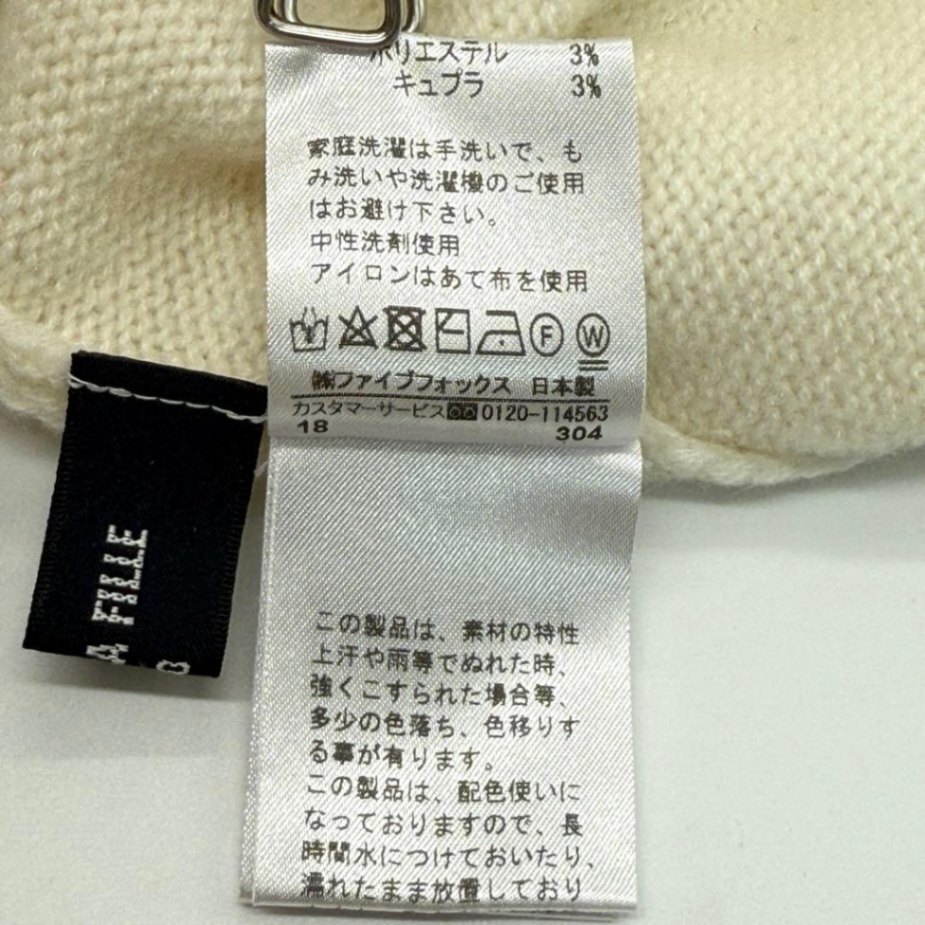 ポリエステル 3%
キュプラ 3%
家庭洗濯は手洗いで、も
み洗いや洗濯機のご使用
はお避け下さい。
中性洗剤使用
アイロンはあて布を使用
F W
㈱ファイブフォックス 日本製
カスタマーサービス 0120-114563
18 304
この製品は、素材の特性
上汗や雨等でぬれた時、
強くこすられた場合等、
多少の色落ち、色移りす
る事が有ります。
この製品は、配色使いに
なっておりますので、長
時間水につけておいたり、
濡れたまま放置しており
A FILLE
3